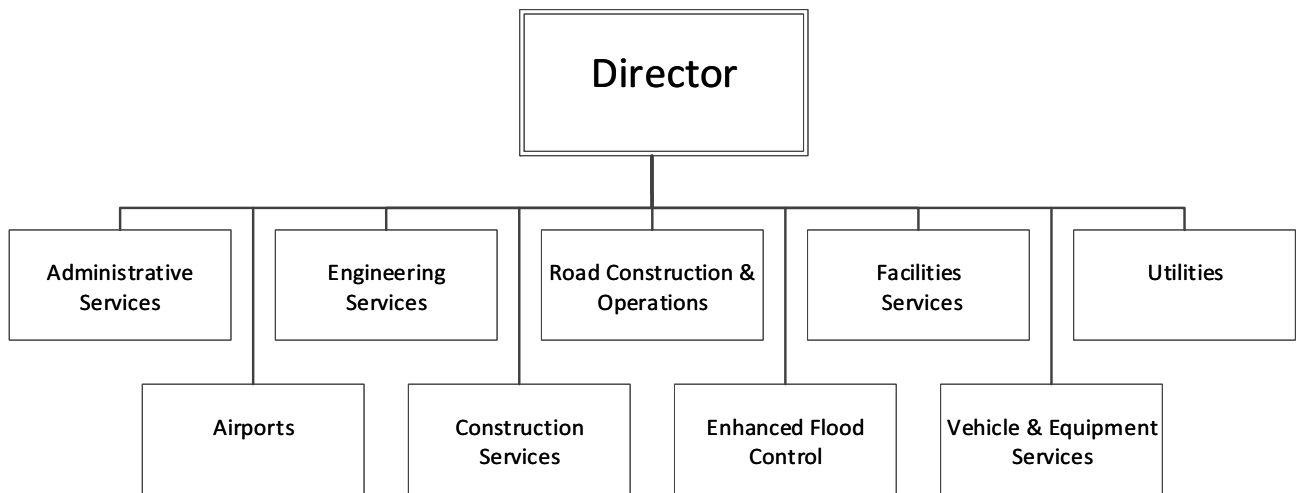 Director
Administrative
Services
Engineering
Services
Road Construction &
Operations
Facilities
Services
Utilities
Airports
Construction
Services
Enhanced Flood
Control
Vehicle & Equipment
Services